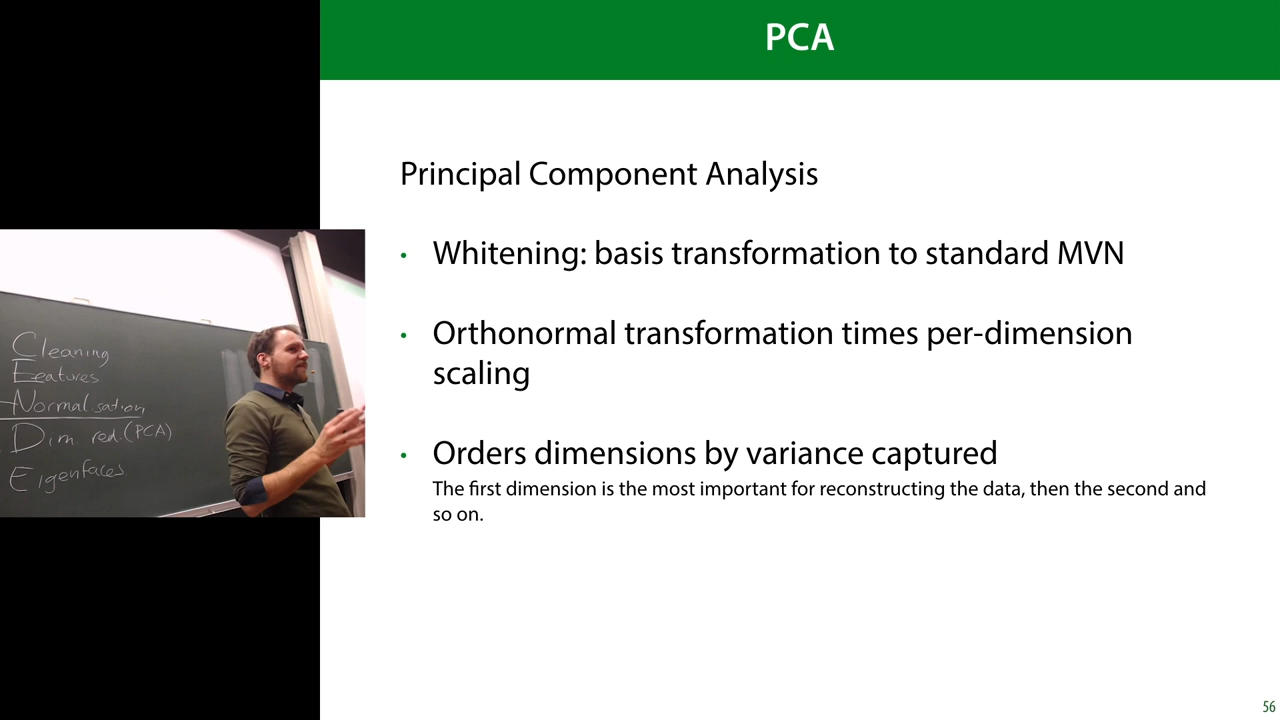 PCA
Principal Component Analysis
• Whitening: basis transformation to standard MVN
• Orthonormal transformation times per-dimension
scaling
• Orders dimensions by variance captured
The first dimension is the most important for reconstructing the data, then the second and
so on.
Cleaning
Features
Normalisation
Dim. red. (PCA)
Eigenfaces
56